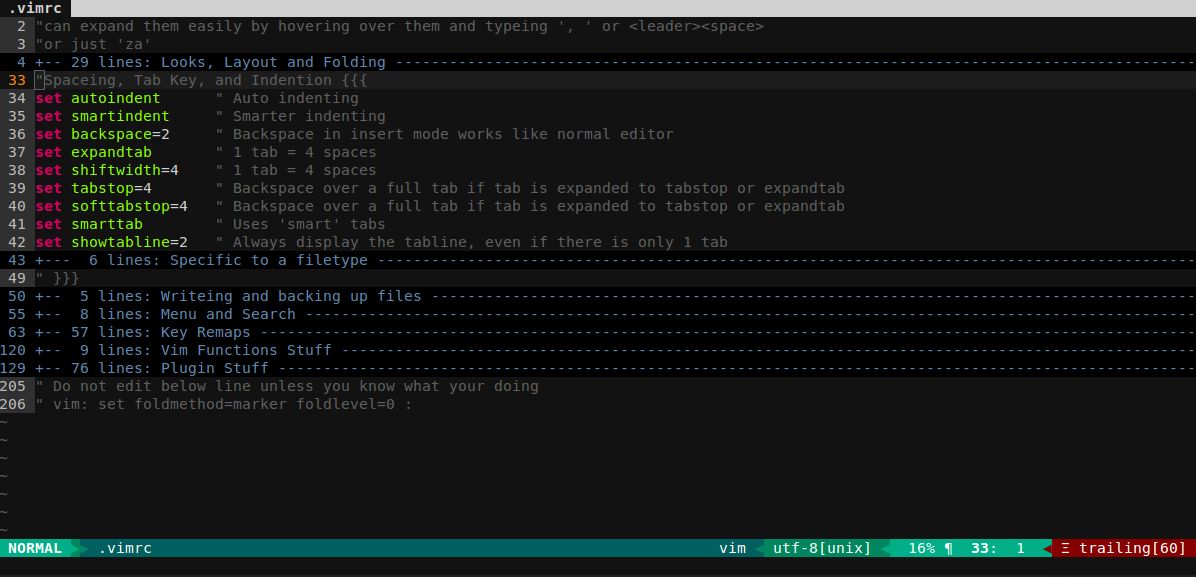 .vimrc
2 "can expand them easily by hovering over them and typeing ', ' or <leader><space>
3 "or just 'za'
4 +-- 29 lines: Looks, Layout and Folding -----------------------------------------------------------------------------------------
33 "Spaceing, Tab Key, and Indention {{{
34 set autoindent      " Auto indenting
35 set smartindent     " Smarter indenting
36 set backspace=2     " Backspace in insert mode works like normal editor
37 set expandtab       " 1 tab = 4 spaces
38 set shiftwidth=4    " 1 tab = 4 spaces
39 set tabstop=4       " Backspace over a full tab if tab is expanded to tabstop or expandtab
40 set softtabstop=4   " Backspace over a full tab if tab is expanded to tabstop or expandtab
41 set smarttab        " Uses 'smart' tabs
42 set showtabline=2   " Always display the tabline, even if there is only 1 tab
43 +---  6 lines: Specific to a filetype -------------------------------------------------------------------------------------------
49 " }}}
50 +--  5 lines: Writeing and backing up files -------------------------------------------------------------------------------------
55 +--  8 lines: Menu and Search ---------------------------------------------------------------------------------------------------
63 +-- 57 lines: Key Remaps --------------------------------------------------------------------------------------------------------
120 +--  9 lines: Vim Functions Stuff -----------------------------------------------------------------------------------------------
129 +-- 76 lines: Plugin Stuff ------------------------------------------------------------------------------------------------------
205 " Do not edit below line unless you know what your doing
206 " vim: set foldmethod=marker foldlevel=0 :
~
~
~
~
~
~
~
NORMAL .vimrc vim utf-8[unix] 16% ¶ 33: 1 Ξ trailing[60]